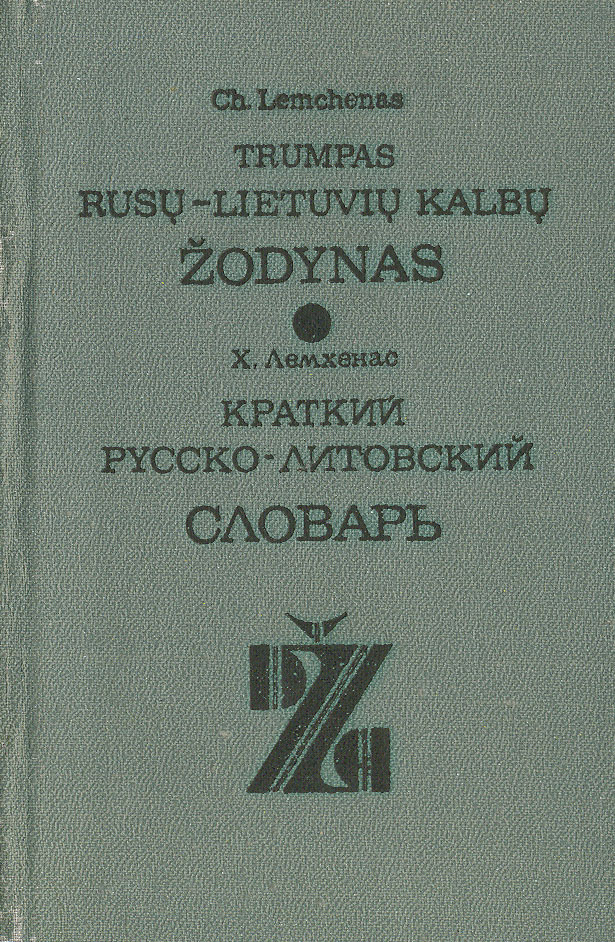 Ch. Lemchenas
TRUMPAS
RUSŲ-LIETUVIŲ KALBŲ
ŽODYNAS
Х. Лемхенас
КРАТКИЙ
РУССКО-ЛИТОВСКИЙ
СЛОВАРЬ
Ž